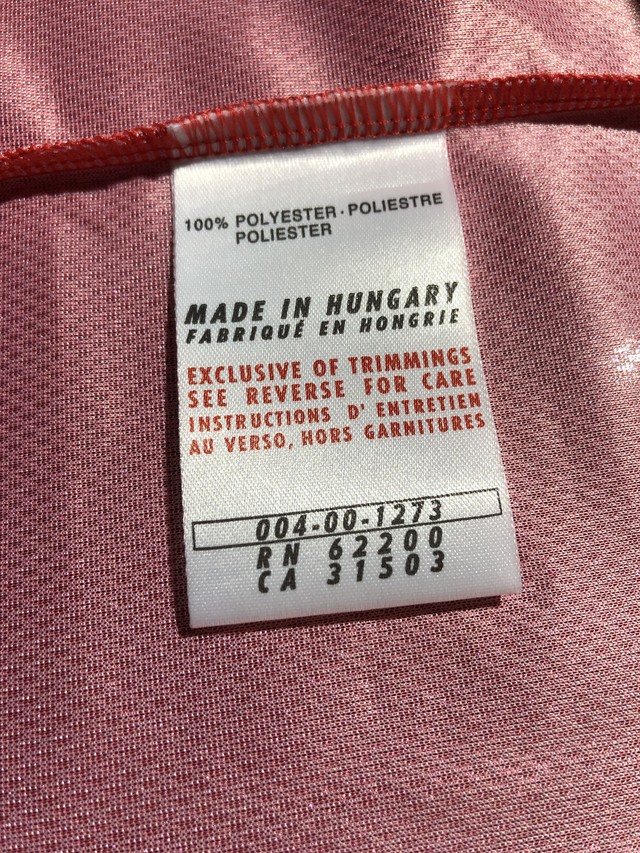 100% POLYESTER · POLIESTRE
POLIESTER
MADE IN HUNGARY
FABRIQUÉ EN HONGRIE
EXCLUSIVE OF TRIMMINGS
SEE REVERSE FOR CARE
INSTRUCTIONS D' ENTRETIEN
AU VERSO, HORS GARNITURES
004-00-1273
RN 62200
CA 31503